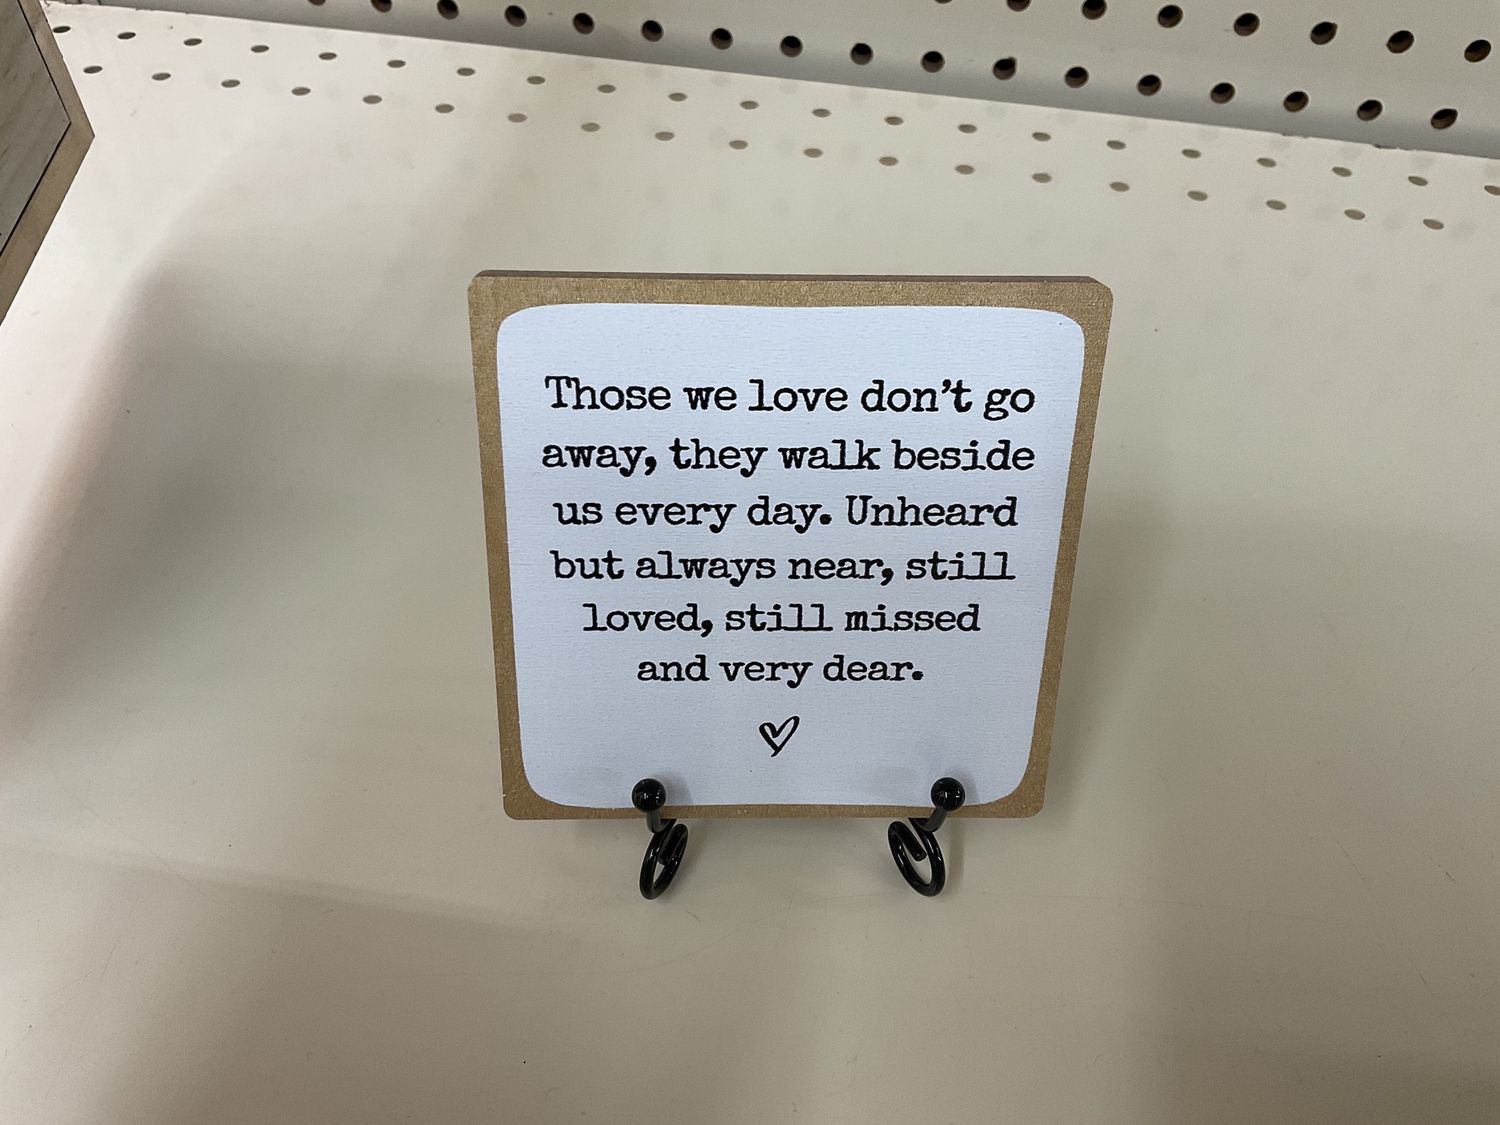 Those we love don't go
away, they walk beside
us every day. Unheard
but always near, still
loved, still missed
and very dear.